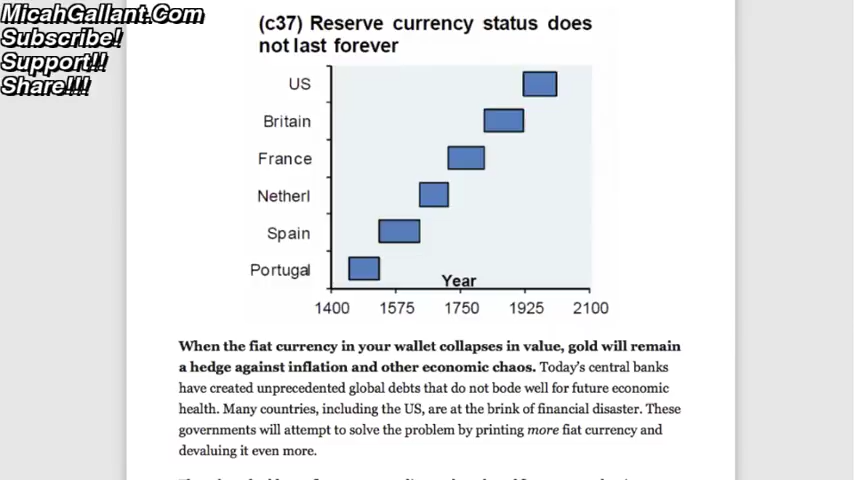 MicahGallant.Com
Subscribe!
Support!!
Share!!!
(c37) Reserve currency status does
not last forever
US
Britain
France
Netherl
Spain
Portugal
Year
1400 1575 1750 1925 2100
When the fiat currency in your wallet collapses in value, gold will remain
a hedge against inflation and other economic chaos. Today's central banks
have created unprecedented global debts that do not bode well for future economic
health. Many countries, including the US, are at the brink of financial disaster. These
governments will attempt to solve the problem by printing more fiat currency and
devaluing it even more.